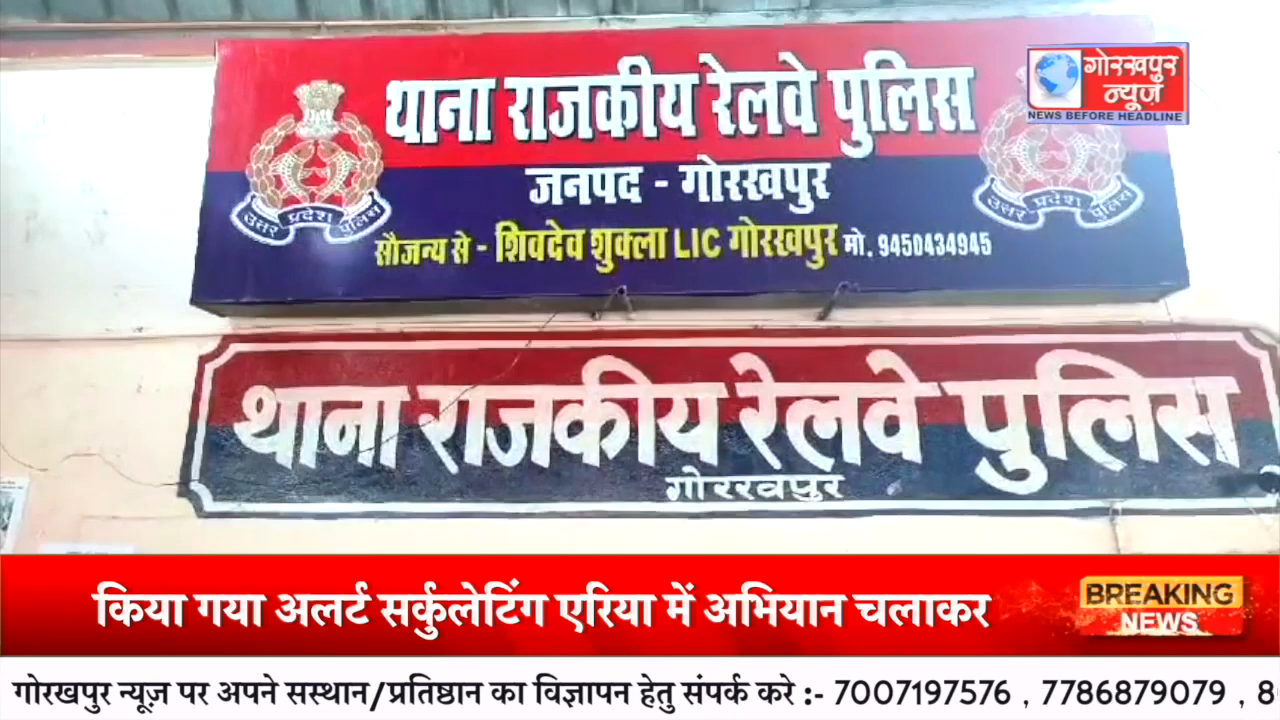 गोरखपुर
न्यूज़
NEWS BEFORE HEADLINE
थाना राजकीय रेलवे पुलिस
जनपद - गोरखपुर
सौजन्य से - शिवदेव शुक्ला LIC गोरखपुर मो. 9450434945
उत्तर प्रदेश पुलिस
उत्तर प्रदेश पुलिस
थाना राजकीय रेलवे पुलिस
गोरखपुर
किया गया अलर्ट सर्कुलेटिंग एरिया में अभियान चलाकर
BREAKING
NEWS
गोरखपुर न्यूज़ पर अपने सस्थान/प्रतिष्ठान का विज्ञापन हेतु संपर्क करे :- 7007197576 , 7786879079 , 8